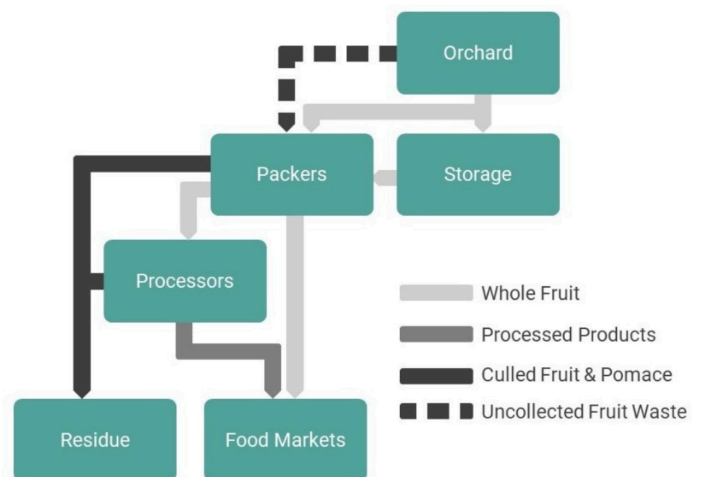 Orchard
Packers
Storage
Processors
Whole Fruit
Processed Products
Culled Fruit & Pomace
Uncollected Fruit Waste
Residue
Food Markets